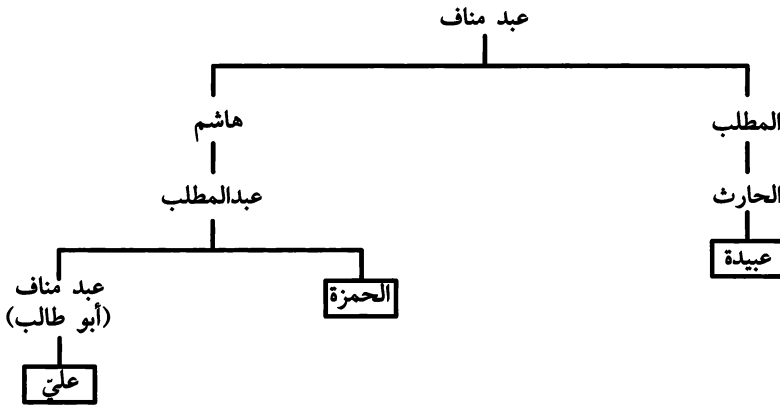 عبد مناف
المطلب
هاشم
الحارث
عبدالمطلب
عبيدة
الحمزة
عبد مناف
(أبو طالب)
عليّ